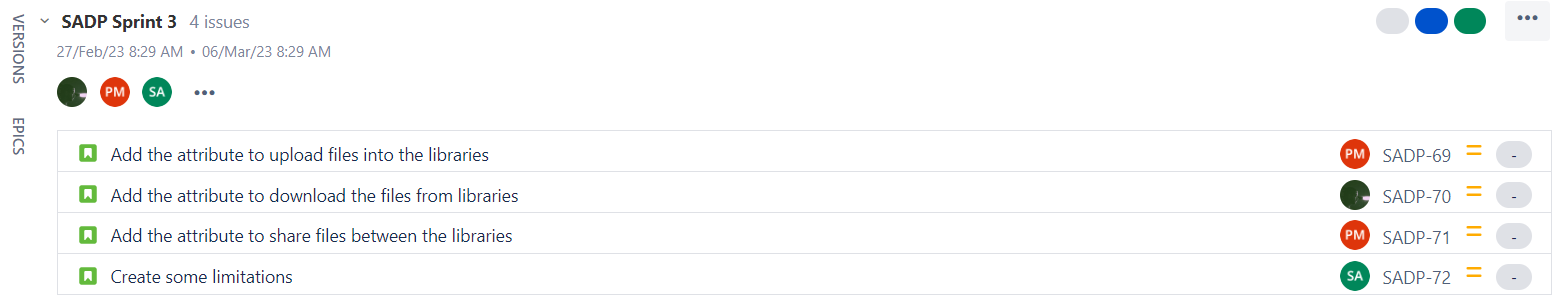 VERSIONS
EPICS
SADP Sprint 3 4 issues
27/Feb/23 8:29 AM • 06/Mar/23 8:29 AM
PM SA
Add the attribute to upload files into the libraries PM SADP-69 -
Add the attribute to download the files from libraries SADP-70 -
Add the attribute to share files between the libraries PM SADP-71 -
Create some limitations SA SADP-72 -